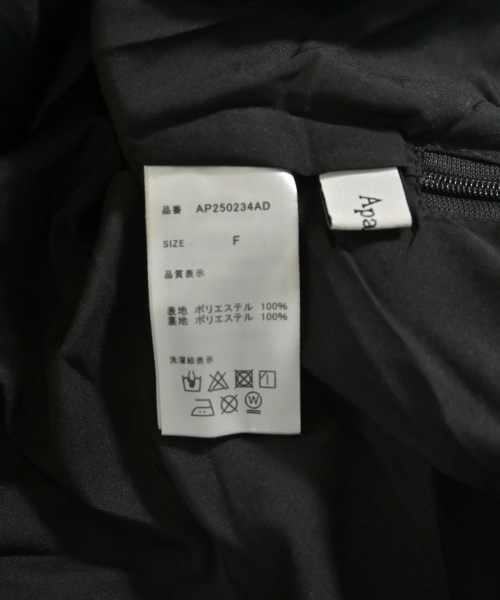 品番 AP250234AD
SIZE F
品質表示
表地 ポリエステル 100%
裏地 ポリエステル 100%
洗濯絵表示
W
Apa